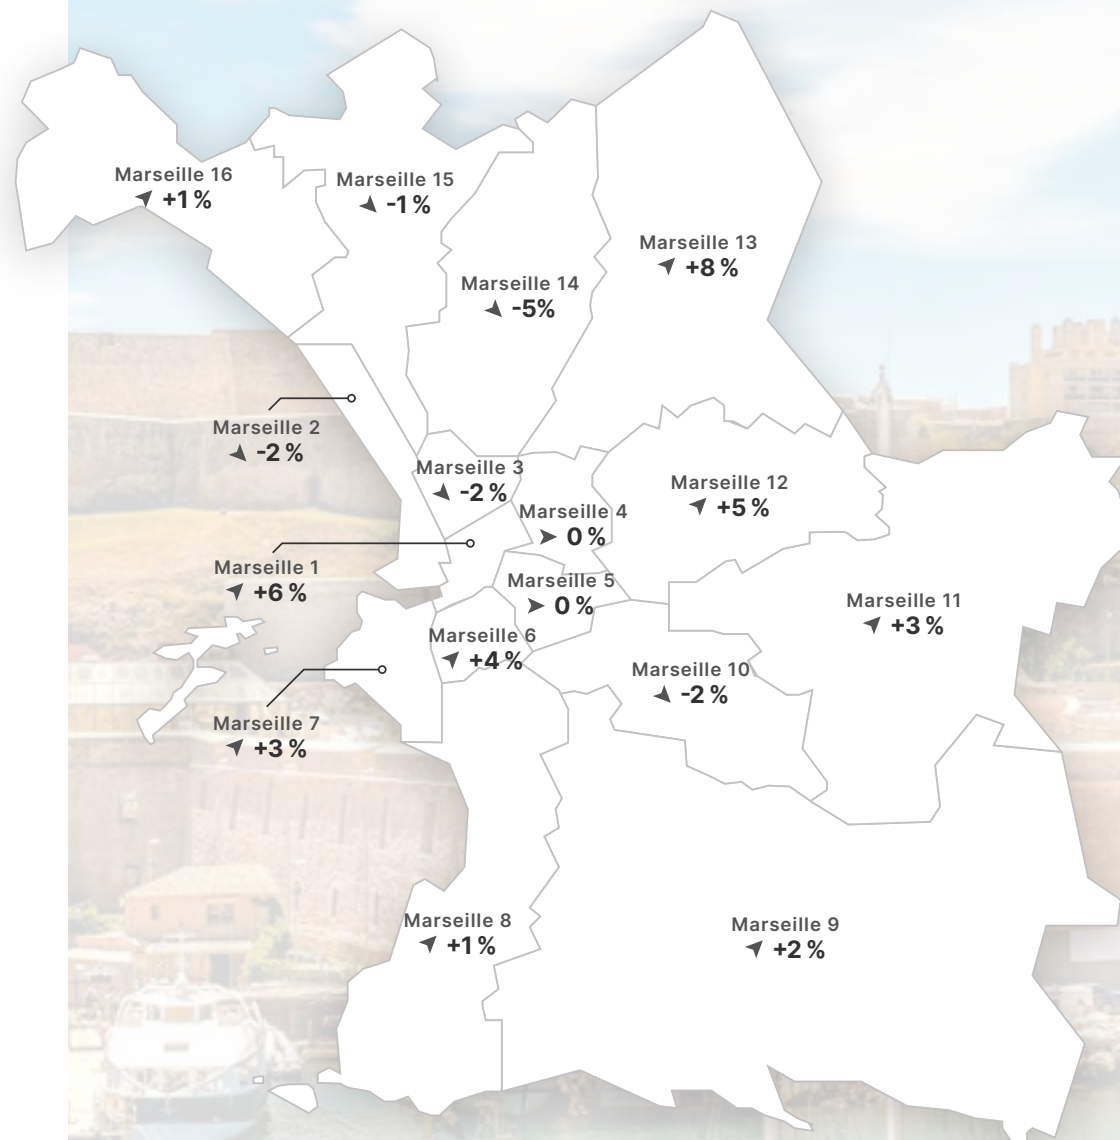 Marseille 16
+1 %
Marseille 15
-1 %
Marseille 13
+8 %
Marseille 14
-5%
Marseille 2
-2 %
Marseille 3
-2 %
Marseille 12
+5 %
Marseille 4
0 %
Marseille 1
+6 %
Marseille 5
0 %
Marseille 11
+3 %
Marseille 6
+4 %
Marseille 10
-2 %
Marseille 7
+3 %
Marseille 8
+1 %
Marseille 9
+2 %